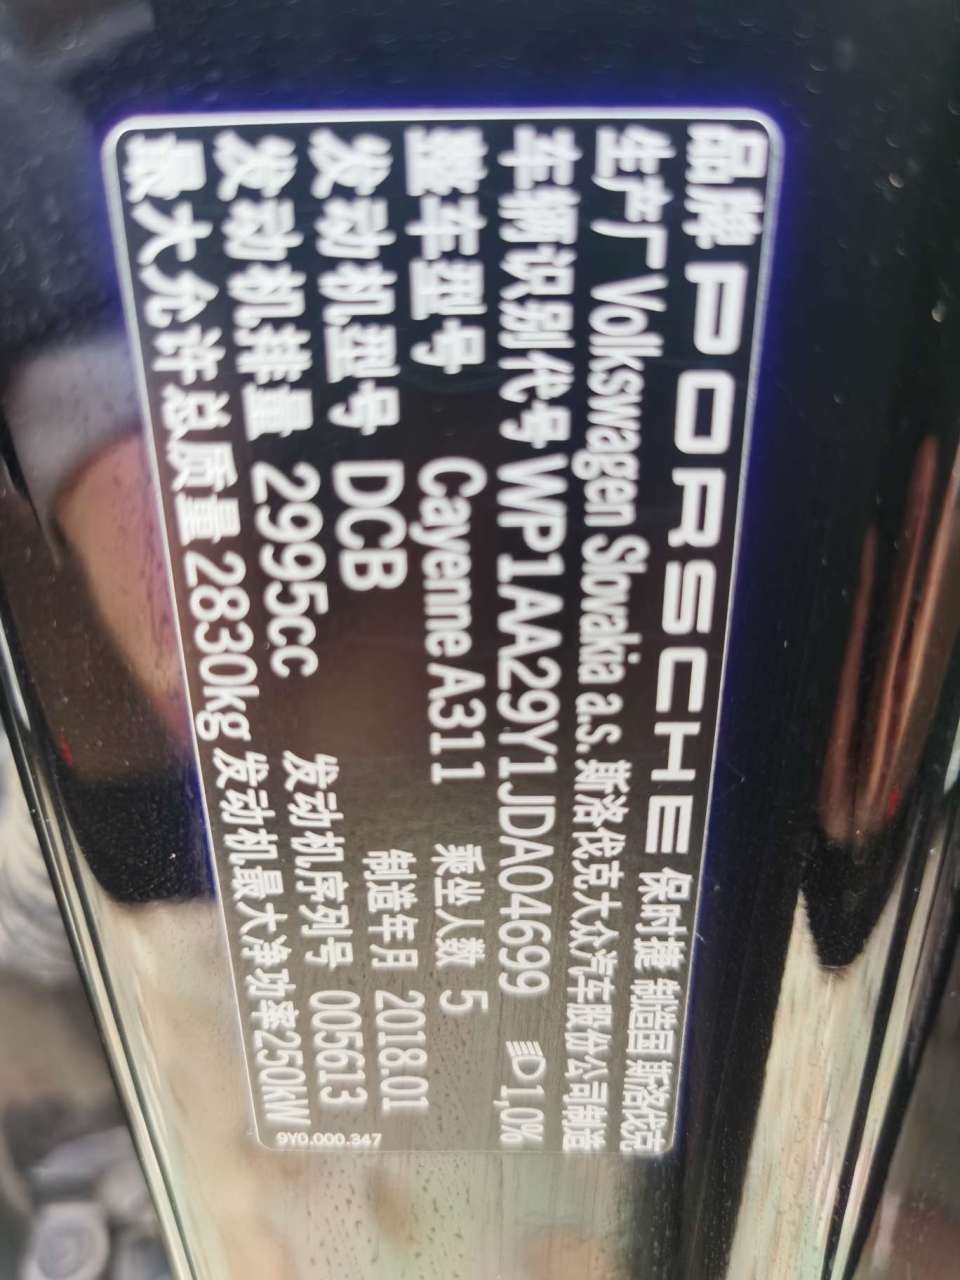 品牌 PORSCHE 保时捷 制造国 斯洛伐克
生产厂 Volkswagen Slovakia a.s. 斯洛伐克大众汽车股份公司制造
车辆识别代号 WP1AA29Y1JDA04699 1,0%
整车型号 Cayenne A311 乘坐人数 5
发动机型号 DCB 制造年月 2018.01
发动机排量 2995cc 发动机序列号 005613
最大允许总质量 2830kg 发动机最大净功率250kW
9Y0.000.347